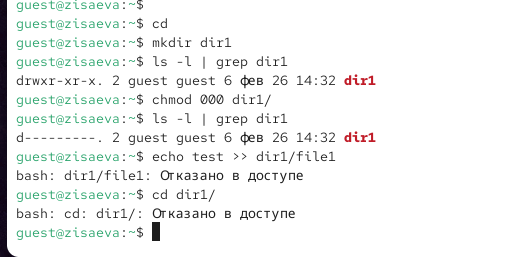 guest@zisaeva:~$
guest@zisaeva:~$ cd
guest@zisaeva:~$ mkdir dir1
guest@zisaeva:~$ ls -l | grep dir1
drwxr-xr-x. 2 guest guest 6 фев 26 14:32 dir1
guest@zisaeva:~$ chmod 000 dir1/
guest@zisaeva:~$ ls -l | grep dir1
d---------. 2 guest guest 6 фев 26 14:32 dir1
guest@zisaeva:~$ echo test >> dir1/file1
bash: dir1/file1: Отказано в доступе
guest@zisaeva:~$ cd dir1/
bash: cd: dir1/: Отказано в доступе
guest@zisaeva:~$